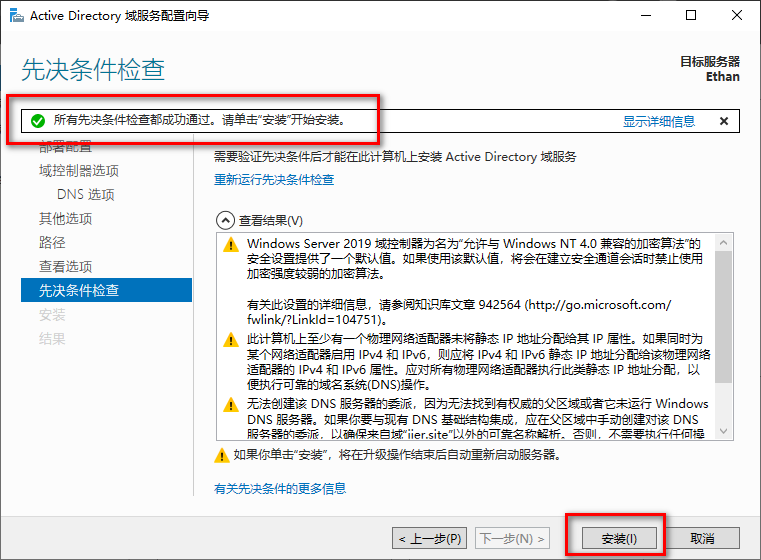 Active Directory 域服务配置向导
先决条件检查
目标服务器
Ethan
所有先决条件检查都成功通过。请单击“安装”开始安装。
显示详细信息
部署配置
域控制器选项
DNS 选项
其他选项
路径
查看选项
先决条件检查
安装
结果
需要验证先决条件后才能在此计算机上安装 Active Directory 域服务
重新运行先决条件检查
查看结果(V)
Windows Server 2019 域控制器为名为“允许与 Windows NT 4.0 兼容的加密算法”的
安全设置提供了一个默认值。如果使用该默认值，将会在建立安全通道会话时禁止使用
加密强度较弱的加密算法。
有关此设置的详细信息，请参阅知识库文章 942564 (http://go.microsoft.com/
fwlink/?LinkId=104751)。
此计算机上至少有一个物理网络适配器未将静态 IP 地址分配给其 IP 属性。如果同时为
某个网络适配器启用 IPv4 和 IPv6，则应将 IPv4 和 IPv6 静态 IP 地址分配给该物理网络
适配器的 IPv4 和 IPv6 属性。应对所有物理网络适配器执行此类静态 IP 地址分配，以
便执行可靠的域名系统(DNS)操作。
无法创建该 DNS 服务器的委派，因为无法找到有权威的父区域或者它未运行 Windows
DNS 服务器。如果你要与现有 DNS 基础结构集成，应在父区域中手动创建对该 DNS
服务器的委派，以确保来自域“iier.site”以外的可靠名称解析。否则，不需要执行任何操
如果你单击“安装”，将在升级操作结束后自动重新启动服务器。
有关先决条件的更多信息
< 上一步(P)
下一步(N) >
安装(I)
取消